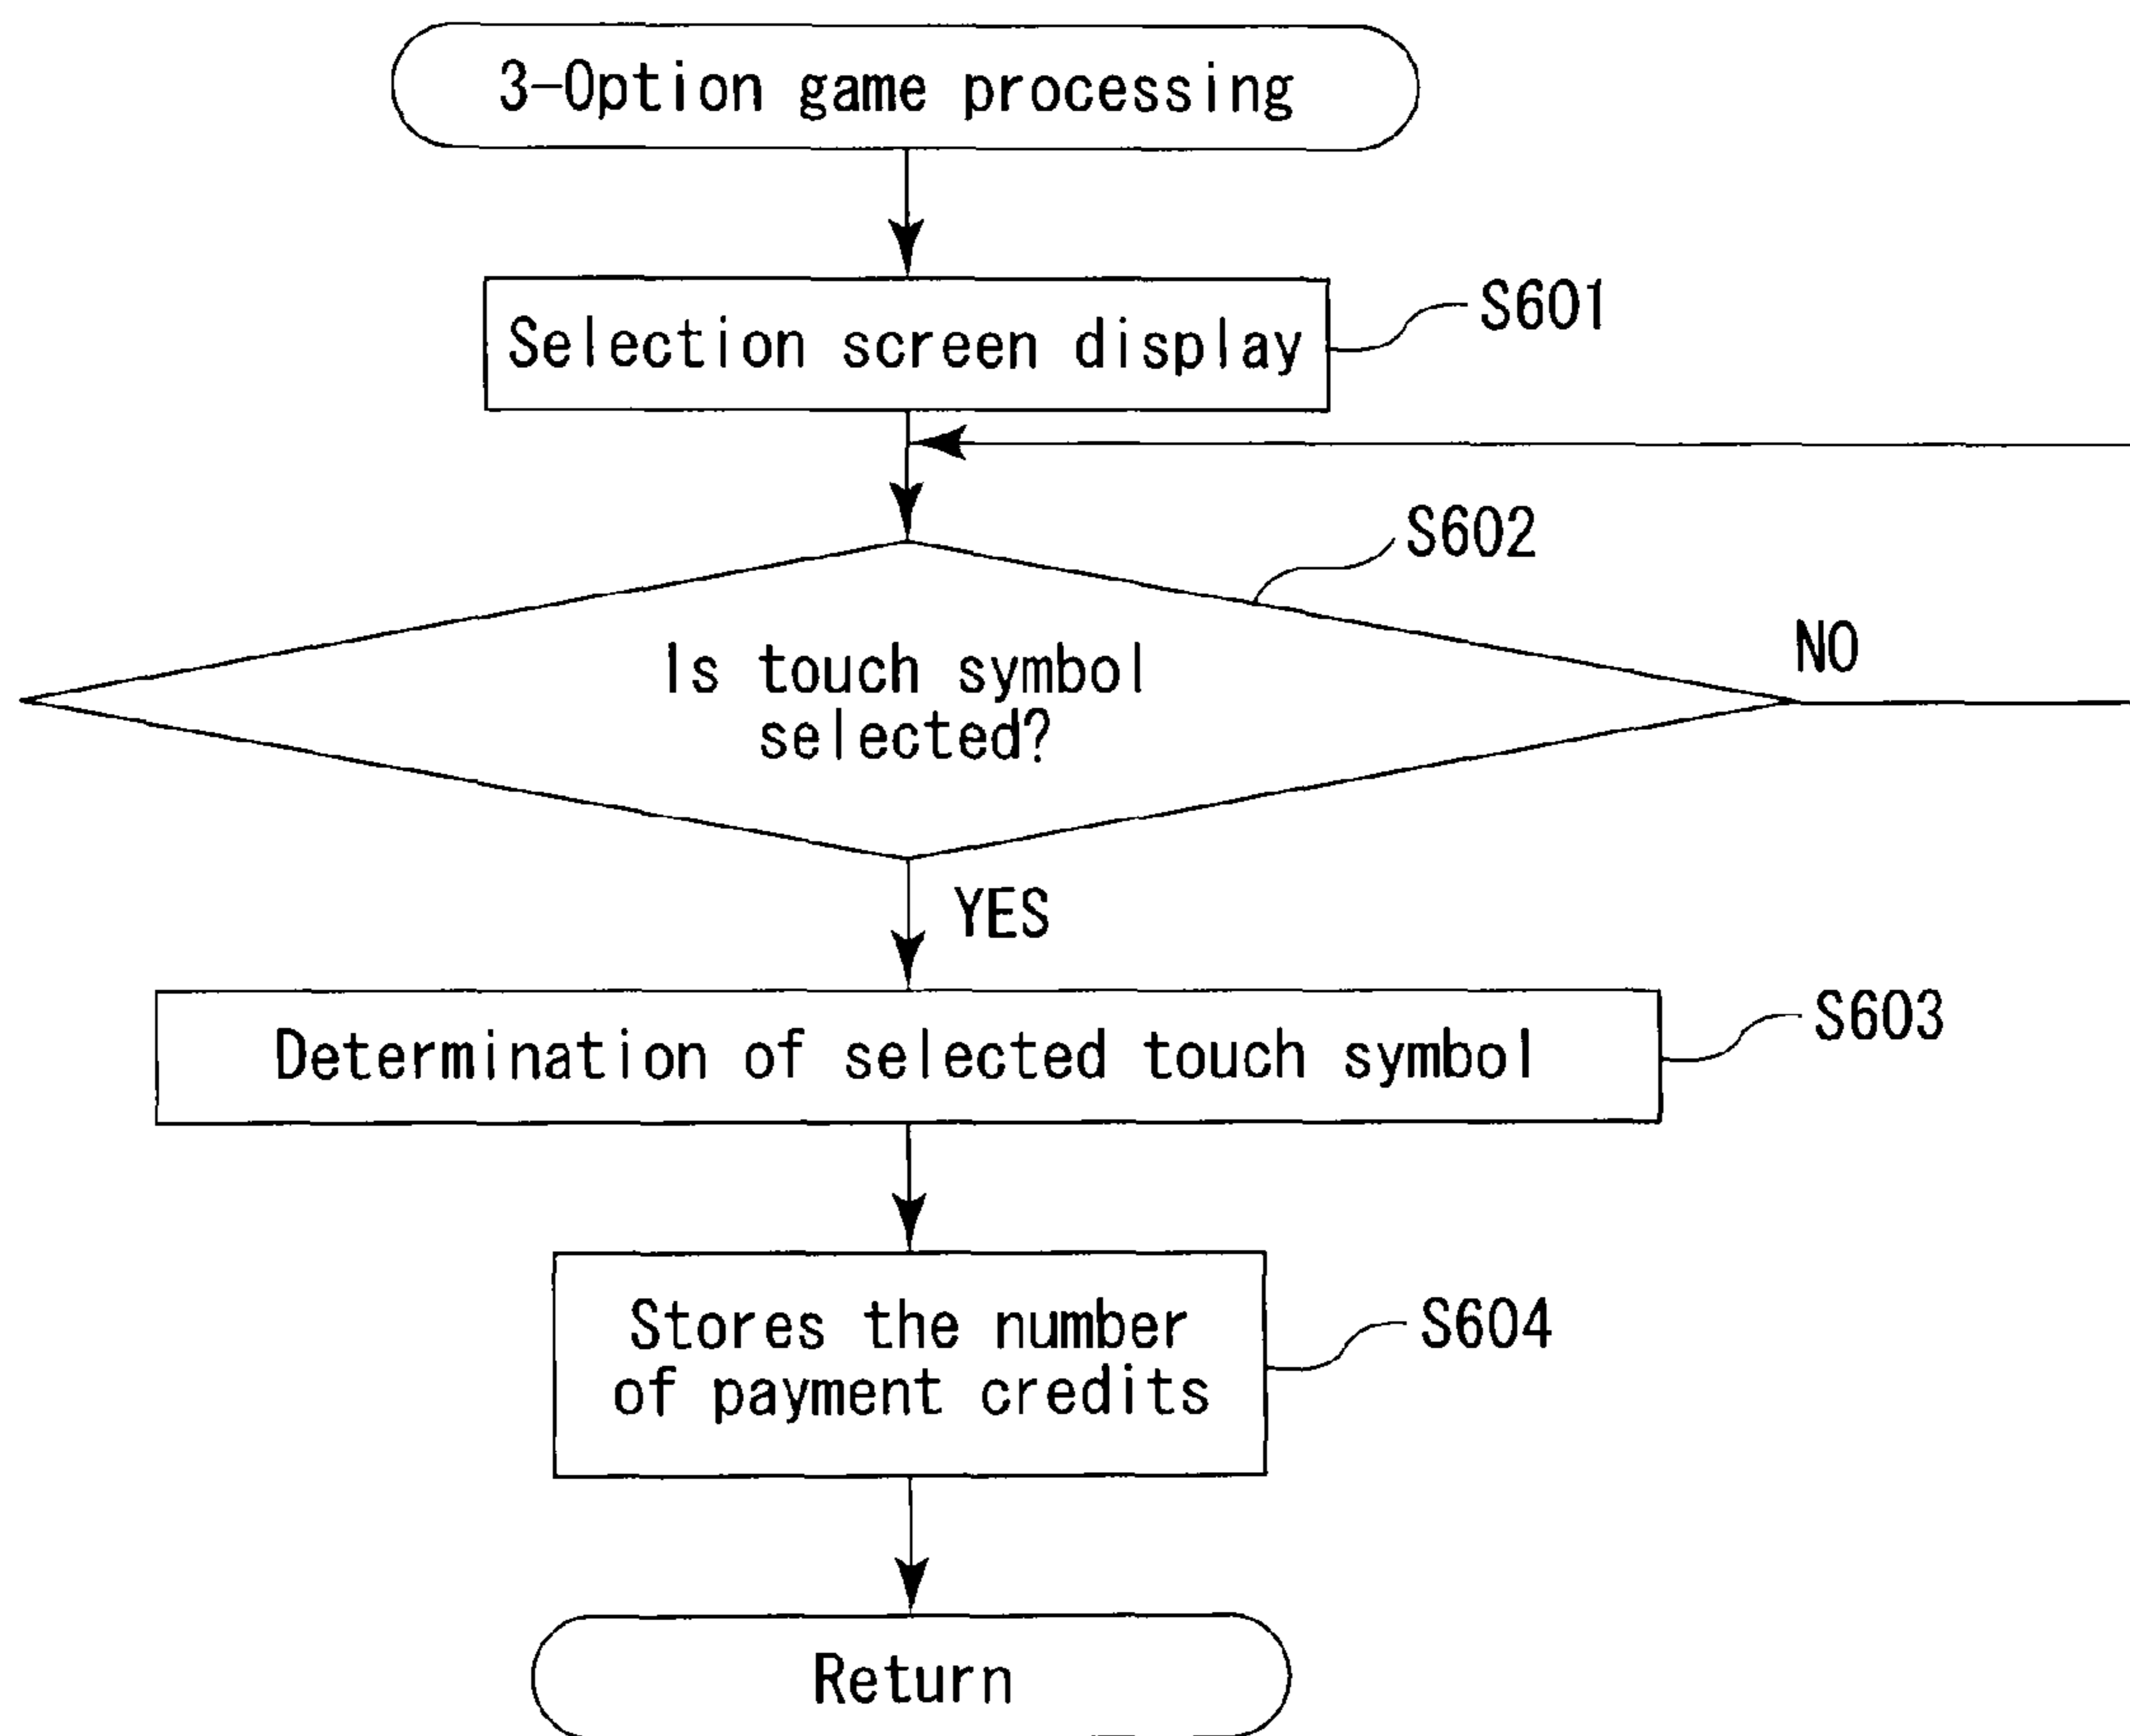 3-Option game processing
Selection screen display
S601
S602
Is touch symbol
selected?
NO
YES
Determination of selected touch symbol
S603
Stores the number
of payment credits
S604
Return